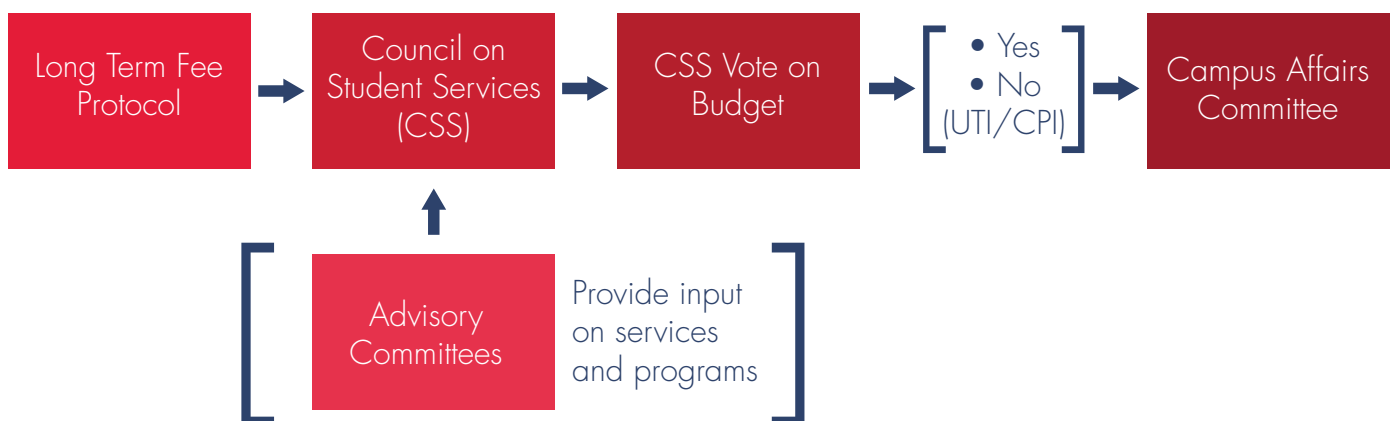 Long Term Fee
Protocol
Council on
Student Services
(CSS)
CSS Vote on
Budget
• Yes
• No
(UTI/CPI)
Campus Affairs
Committee
Advisory
Committees
Provide input
on services
and programs